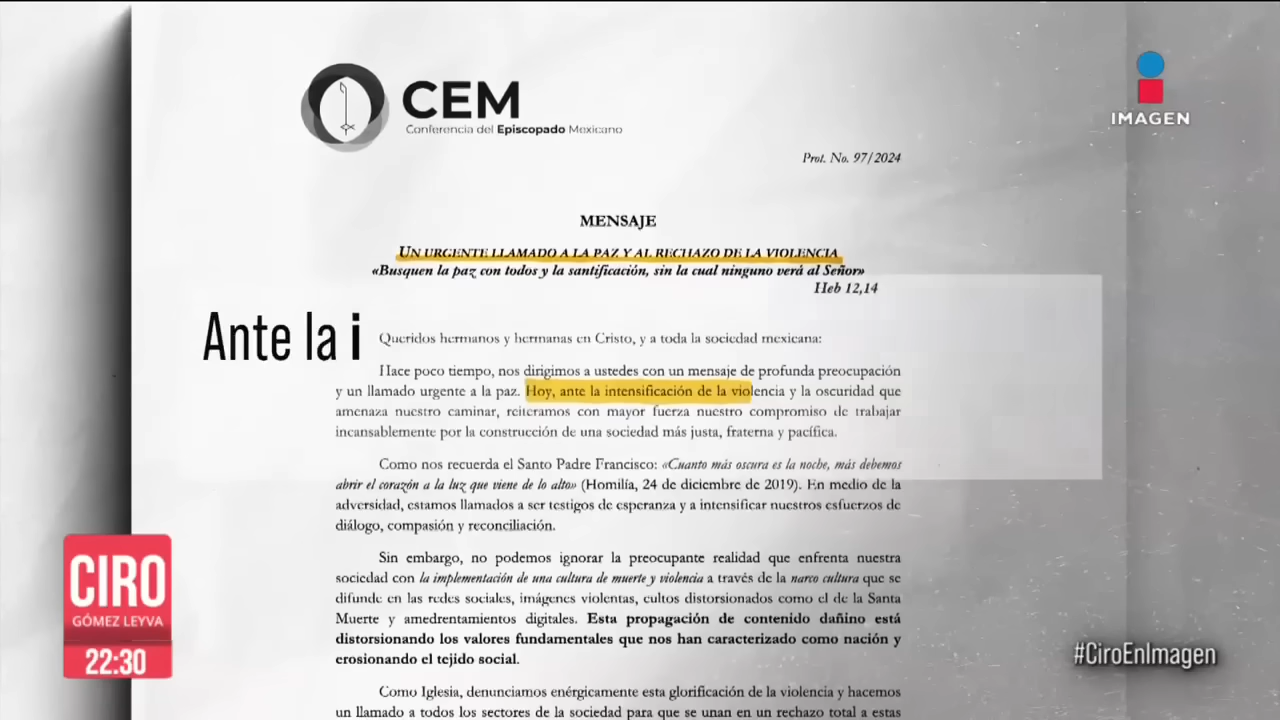 CEM
Conferencia del Episcopado Mexicano
IMAGEN
Prot. No. 97/2024
MENSAJE
UN URGENTE LLAMADO A LA PAZ Y AL RECHAZO DE LA VIOLENCIA
«Busquen la paz con todos y la santificación, sin la cual ninguno verá al Señor»
Heb 12,14
Ante la i
Queridos hermanos y hermanas en Cristo, y a toda la sociedad mexicana:
Hace poco tiempo, nos dirigimos a ustedes con un mensaje de profunda preocupación
y un llamado urgente a la paz. Hoy, ante la intensificación de la violencia y la oscuridad que
amenaza nuestro caminar, reiteramos con mayor fuerza nuestro compromiso de trabajar
incansablemente por la construcción de una sociedad más justa, fraterna y pacífica.
Como nos recuerda el Santo Padre Francisco: «Cuanto más oscura es la noche, más debemos
abrir el corazón a la luz que viene de lo alto» (Homilía, 24 de diciembre de 2019). En medio de la
adversidad, estamos llamados a ser testigos de esperanza y a intensificar nuestros esfuerzos de
diálogo, compasión y reconciliación.
Sin embargo, no podemos ignorar la preocupante realidad que enfrenta nuestra
sociedad con la implementación de una cultura de muerte y violencia a través de la narco cultura que se
difunde en las redes sociales, imágenes violentas, cultos distorsionados como el de la Santa
Muerte y amedrentamientos digitales. Esta propagación de contenido dañino está
distorsionando los valores fundamentales que nos han caracterizado como nación y
erosionando el tejido social.
Como Iglesia, denunciamos enérgicamente esta glorificación de la violencia y hacemos
un llamado a todos los sectores de la sociedad para que se unan en un rechazo total a estas
CIRO
GÓMEZ LEYVA
22:30
#CiroEnImagen